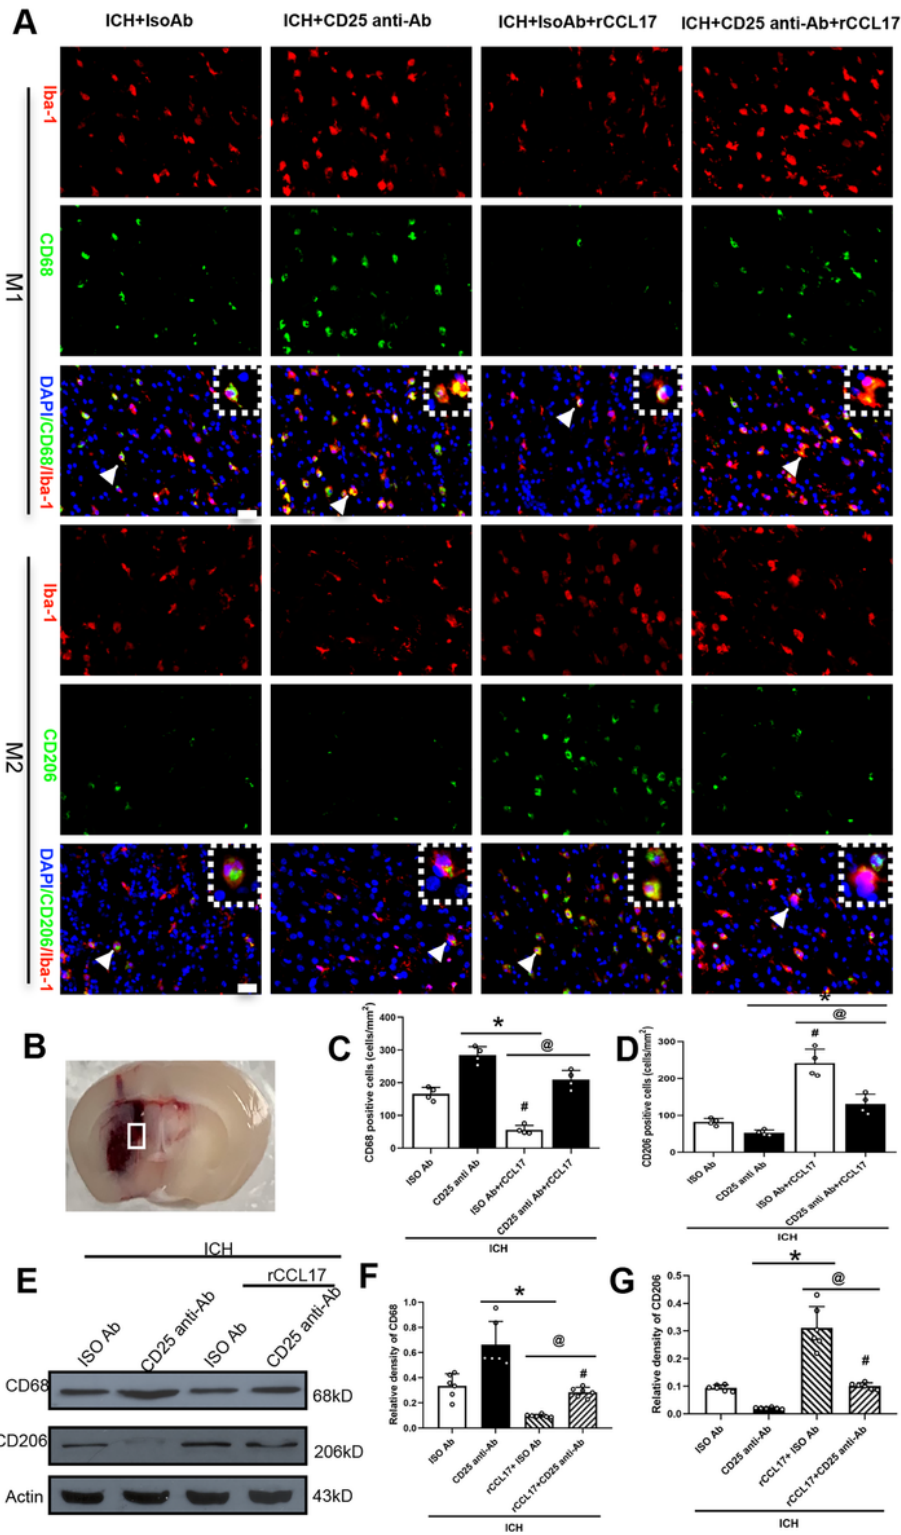 A
ICH+IsoAb
ICH+CD25 anti-Ab
ICH+IsoAb+rCCL17
ICH+CD25 anti-Ab+rCCL17
M1
Iba-1
CD68
DAPI/CD68/Iba-1
M2
Iba-1
CD206
DAPI/CD206/Iba-1
B
C
CD68 positive cells (cells/mm²)
400
300
200
100
0
*
@
#
ISO Ab
CD25 anti Ab
ISO Ab+rCCL17
CD25 anti Ab+rCCL17
ICH
D
CD206 positive cells (cells/mm²)
300
200
100
0
*
@
#
ISO Ab
CD25 anti Ab
ISO Ab+rCCL17
CD25 anti Ab+rCCL17
ICH
E
ICH
rCCL17
ISO Ab
CD25 anti-Ab
ISO Ab
CD25 anti-Ab
CD68
68kD
CD206
206kD
Actin
43kD
F
Relative density of CD68
1.0
0.8
0.6
0.4
0.2
0.0
*
@
#
ISO Ab
CD25 anti-Ab
rCCL17+ ISO Ab
rCCL17+CD25 anti-Ab
ICH
G
Relative density of CD206
0.5
0.4
0.3
0.2
0.1
0.0
*
@
#
ISO Ab
CD25 anti-Ab
rCCL17+ ISO Ab
rCCL17+CD25 anti-Ab
ICH